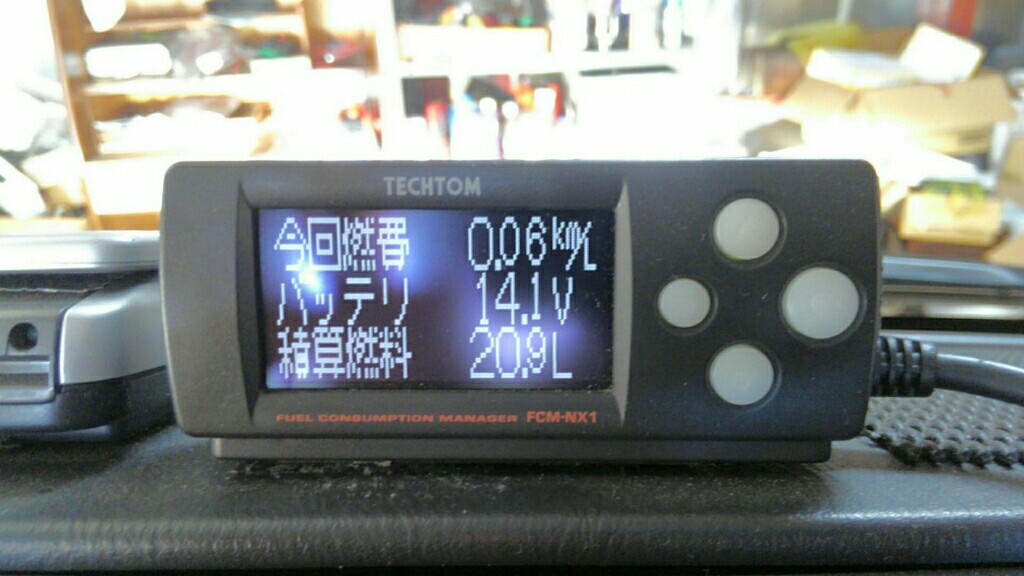 TECHTOM
今回燃費 0.06km/L
バッテリ 14.1V
積算燃料 20.9L
FUEL CONSUMPTION MANAGER FCM-NX1